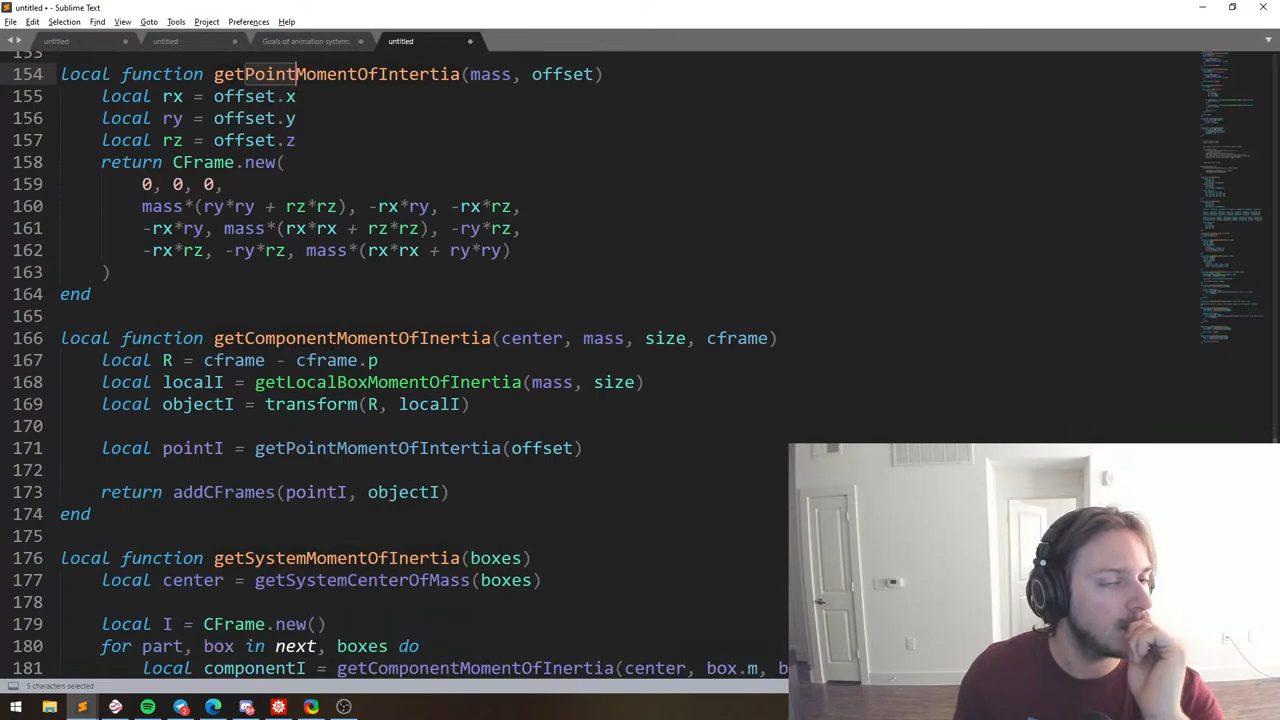 untitled • - Sublime Text
File Edit Selection Find View Goto Tools Project Preferences Help
untitled untitled Goals of animation system: untitled
153
154 local function getPointMomentOfIntertia(mass, offset)
155 local rx = offset.x
156 local ry = offset.y
157 local rz = offset.z
158 return CFrame.new(
159 0, 0, 0,
160 mass*(ry*ry + rz*rz), -rx*ry, -rx*rz,
161 -rx*ry, mass*(rx*rx + rz*rz), -ry*rz,
162 -rx*rz, -ry*rz, mass*(rx*rx + ry*ry)
163 )
164 end
165
166 local function getComponentMomentOfInertia(center, mass, size, cframe)
167 local R = cframe - cframe.p
168 local localI = getLocalBoxMomentOfInertia(mass, size)
169 local objectI = transform(R, localI)
170
171 local pointI = getPointMomentOfInertia(offset)
172
173 return addCFrames(pointI, objectI)
174 end
175
176 local function getSystemMomentOfInertia(boxes)
177 local center = getSystemCenterOfMass(boxes)
178
179 local I = CFrame.new()
180 for part, box in next, boxes do
181 local componentI = getComponentMomentOfInertia(center, box.m, b
5 characters selected